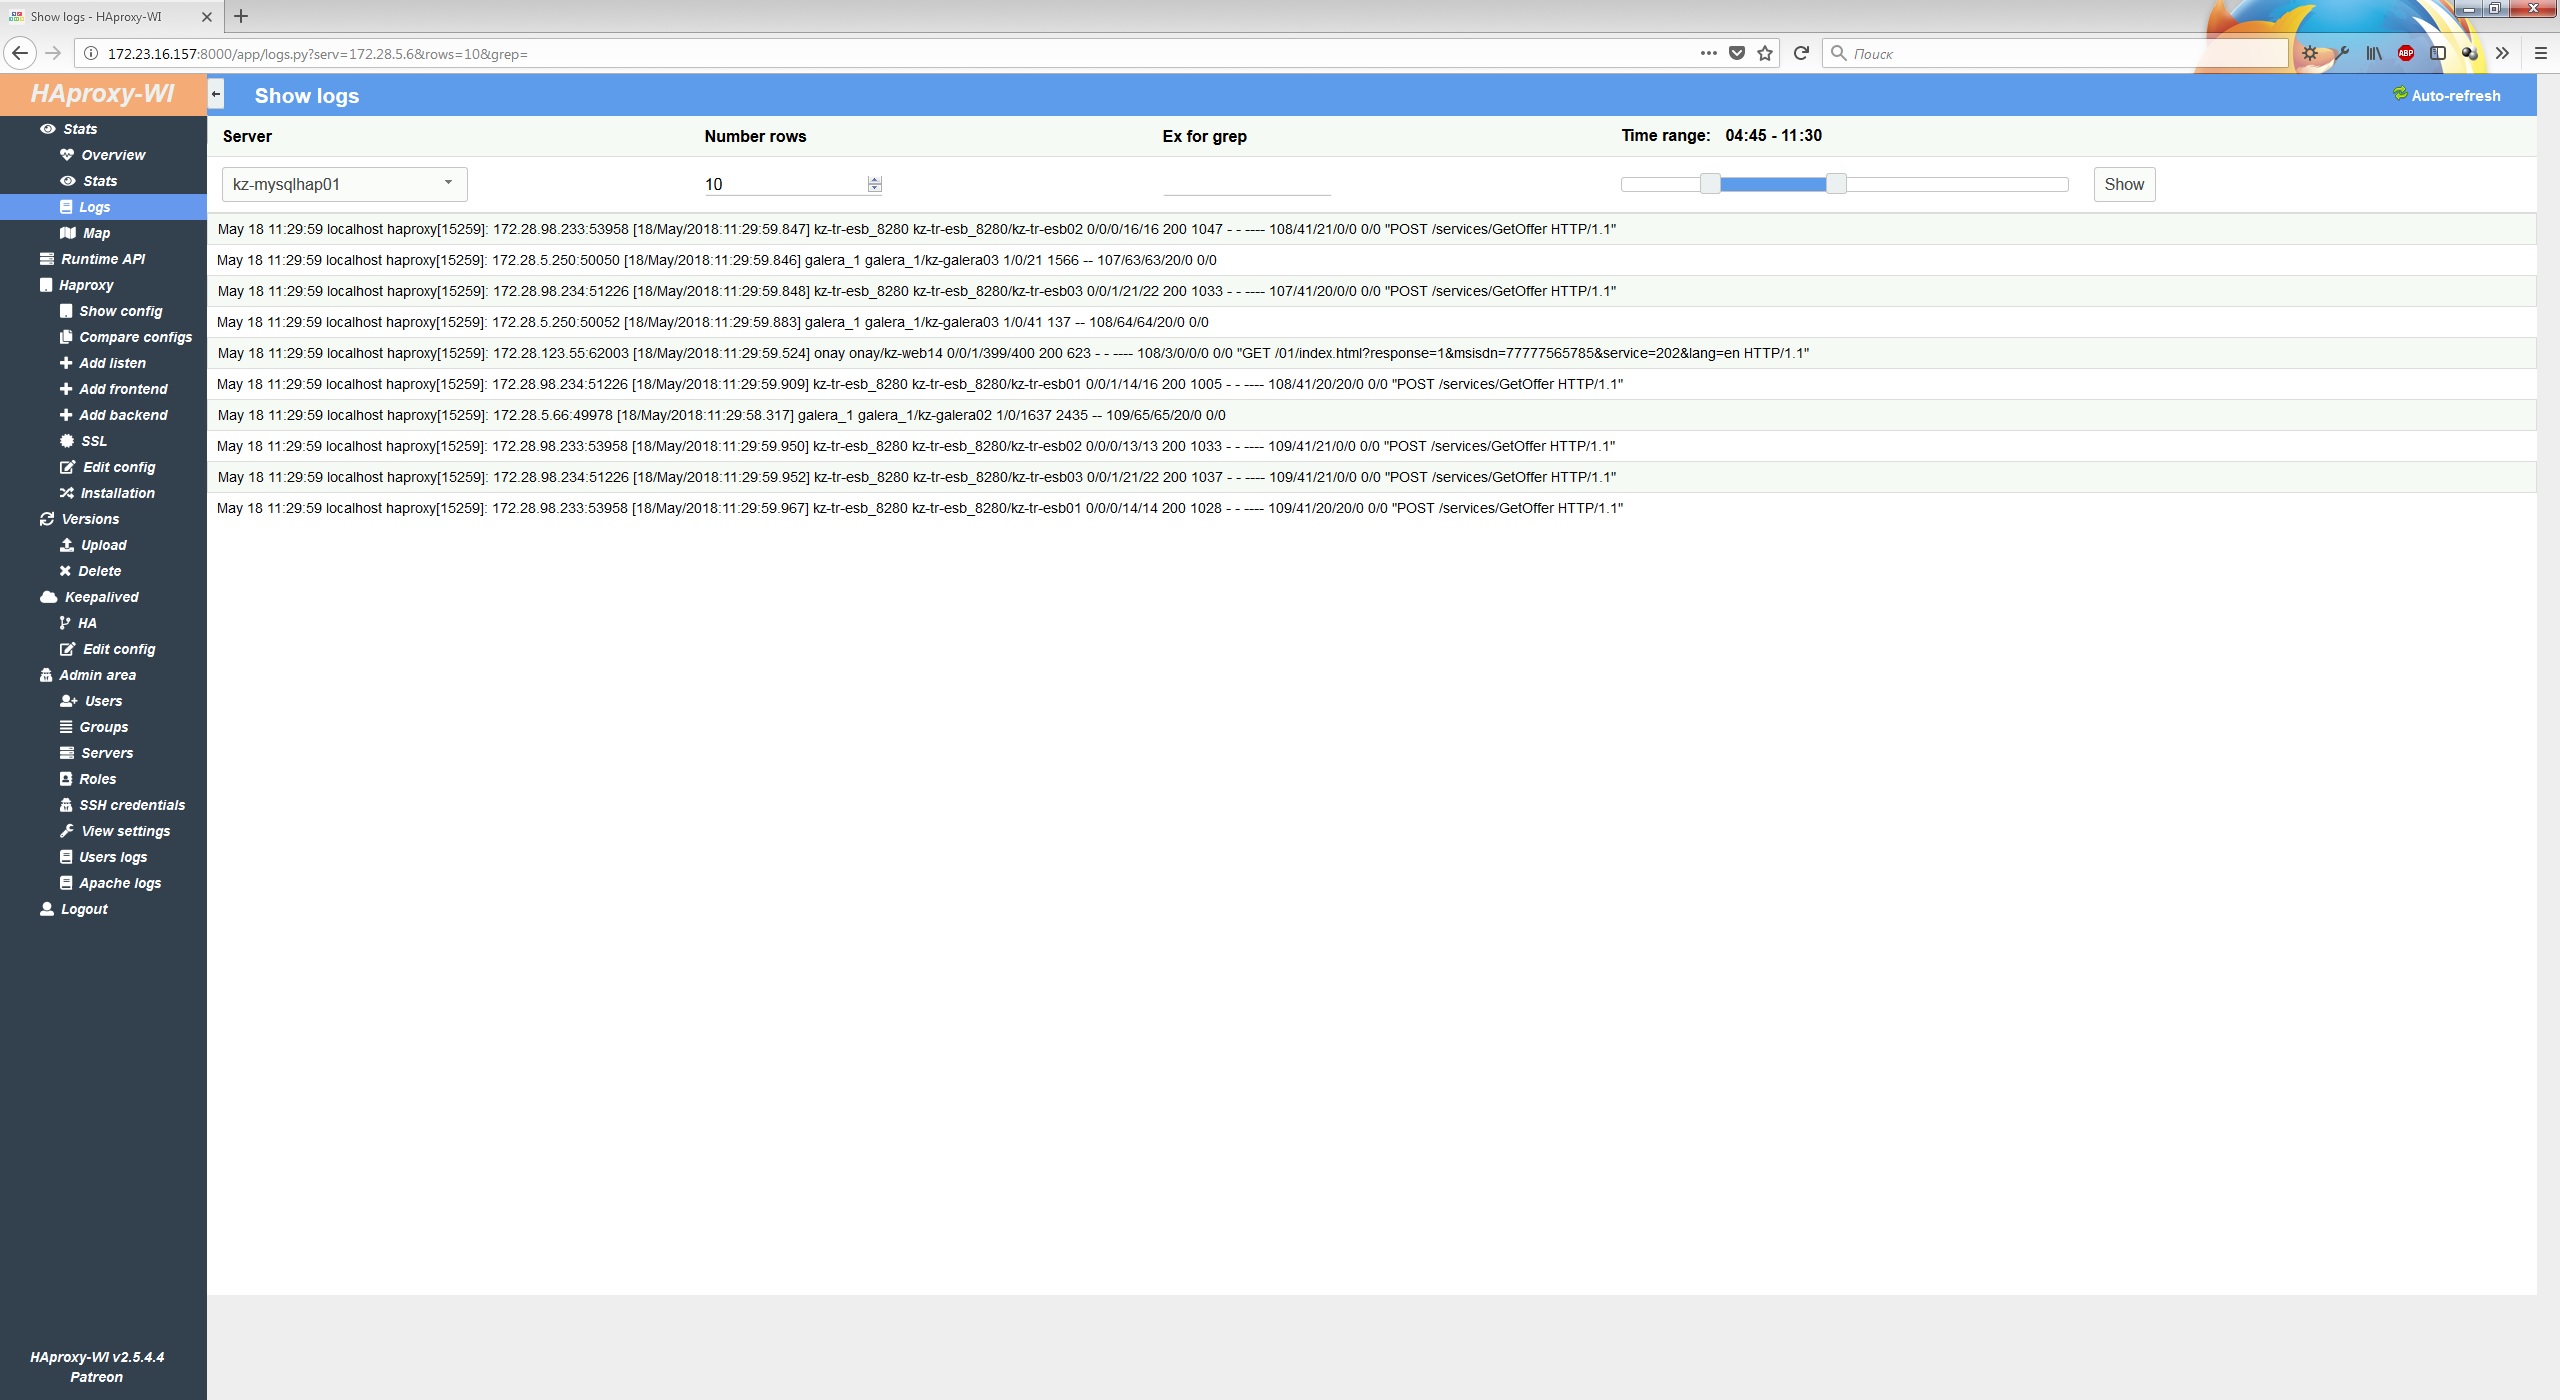 Show logs - HAproxy-WI
172.23.16.157:8000/app/logs.py?serv=172.28.5.6&rows=10&grep=
Поиск
ABP
HAproxy-WI
Show logs
Auto-refresh
Stats
Overview
Stats
Logs
Map
Runtime API
Haproxy
Show config
Compare configs
Add listen
Add frontend
Add backend
SSL
Edit config
Installation
Versions
Upload
Delete
Keepalived
HA
Edit config
Admin area
Users
Groups
Servers
Roles
SSH credentials
View settings
Users logs
Apache logs
Logout
HAproxy-WI v2.5.4.4
Patreon
Server Number rows Ex for grep Time range: 04:45 - 11:30
kz-mysqlhap01 10 Show
May 18 11:29:59 localhost haproxy[15259]: 172.28.98.233:53958 [18/May/2018:11:29:59.847] kz-tr-esb_8280 kz-tr-esb_8280/kz-tr-esb02 0/0/0/16/16 200 1047 - - ---- 108/41/21/0/0 0/0 "POST /services/GetOffer HTTP/1.1"
May 18 11:29:59 localhost haproxy[15259]: 172.28.5.250:50050 [18/May/2018:11:29:59.846] galera_1 galera_1/kz-galera03 1/0/21 1566 -- 107/63/63/20/0 0/0
May 18 11:29:59 localhost haproxy[15259]: 172.28.98.234:51226 [18/May/2018:11:29:59.848] kz-tr-esb_8280 kz-tr-esb_8280/kz-tr-esb03 0/0/1/21/22 200 1033 - - ---- 107/41/20/0/0 0/0 "POST /services/GetOffer HTTP/1.1"
May 18 11:29:59 localhost haproxy[15259]: 172.28.5.250:50052 [18/May/2018:11:29:59.883] galera_1 galera_1/kz-galera03 1/0/41 137 -- 108/64/64/20/0 0/0
May 18 11:29:59 localhost haproxy[15259]: 172.28.123.55:62003 [18/May/2018:11:29:59.524] onay onay/kz-web14 0/0/1/399/400 200 623 - - ---- 108/3/0/0/0 0/0 "GET /01/index.html?response=1&msisdn=77777565785&service=202&lang=en HTTP/1.1"
May 18 11:29:59 localhost haproxy[15259]: 172.28.98.234:51226 [18/May/2018:11:29:59.909] kz-tr-esb_8280 kz-tr-esb_8280/kz-tr-esb01 0/0/1/14/16 200 1005 - - ---- 108/41/20/20/0 0/0 "POST /services/GetOffer HTTP/1.1"
May 18 11:29:59 localhost haproxy[15259]: 172.28.5.66:49978 [18/May/2018:11:29:58.317] galera_1 galera_1/kz-galera02 1/0/1637 2435 -- 109/65/65/20/0 0/0
May 18 11:29:59 localhost haproxy[15259]: 172.28.98.233:53958 [18/May/2018:11:29:59.950] kz-tr-esb_8280 kz-tr-esb_8280/kz-tr-esb02 0/0/0/13/13 200 1033 - - ---- 109/41/21/0/0 0/0 "POST /services/GetOffer HTTP/1.1"
May 18 11:29:59 localhost haproxy[15259]: 172.28.98.234:51226 [18/May/2018:11:29:59.952] kz-tr-esb_8280 kz-tr-esb_8280/kz-tr-esb03 0/0/1/21/22 200 1037 - - ---- 109/41/21/0/0 0/0 "POST /services/GetOffer HTTP/1.1"
May 18 11:29:59 localhost haproxy[15259]: 172.28.98.233:53958 [18/May/2018:11:29:59.967] kz-tr-esb_8280 kz-tr-esb_8280/kz-tr-esb01 0/0/0/14/14 200 1028 - - ---- 109/41/20/20/0 0/0 "POST /services/GetOffer HTTP/1.1"